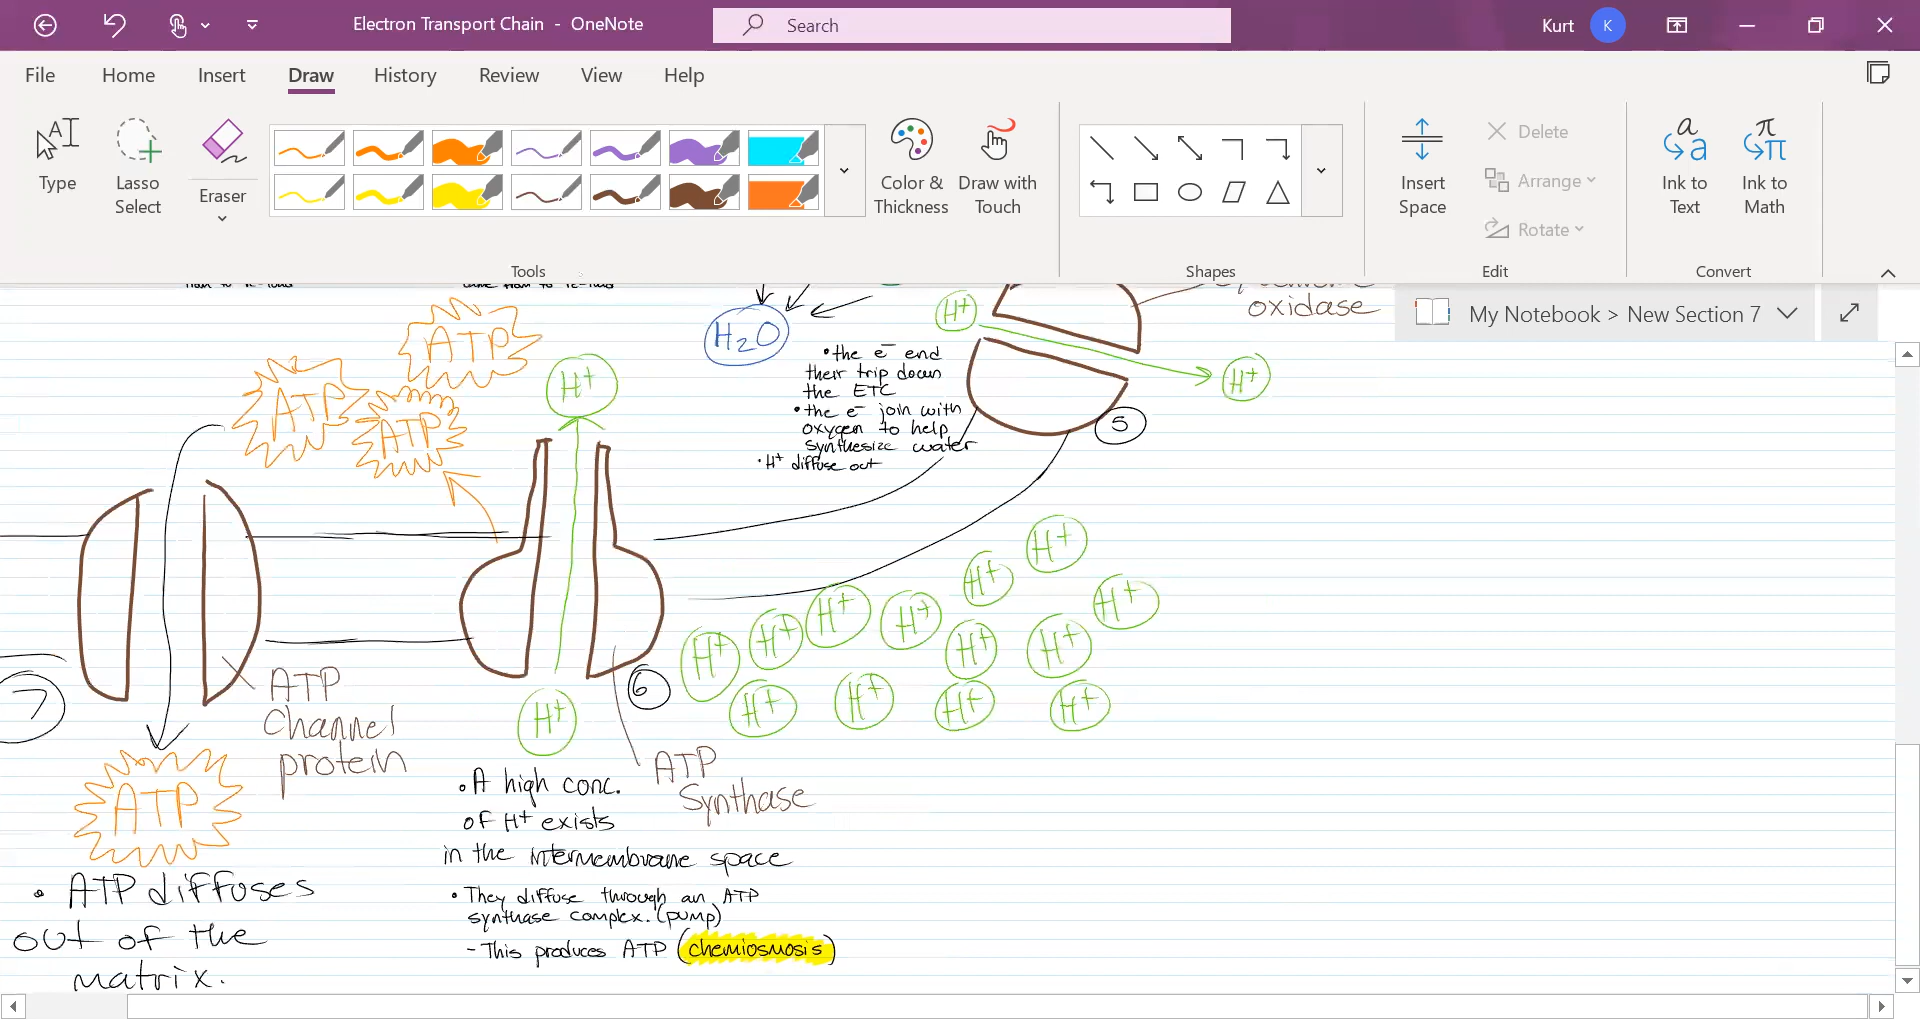 Electron Transport Chain - OneNote
Search
Kurt
K
File
Home
Insert
Draw
History
Review
View
Help
Type
Lasso
Select
Eraser
Color &
Thickness
Draw with
Touch
Insert
Space
Delete
Arrange
Rotate
Ink to
Text
Ink to
Math
Tools
Shapes
Edit
Convert
My Notebook > New Section 7
oxidase
H+
H2O
ATP
ATP
ATP
H+
H+
• the e- end
their trip down
the ETC
• the e- join with
oxygen to help
synthesize water
• H+ diffuse out
5
H+
H+
H+
H+
H+
H+
H+
H+
H+
H+
H+
H+
H+
6
7
H+
ATP
Channel
protein
ATP
Synthase
ATP
• A high conc.
of H+ exists
in the intermembrane space
• They diffuse through an ATP
synthase complex. (pump)
- This produces ATP (chemiosmosis)
• ATP diffuses
out of the
matrix.